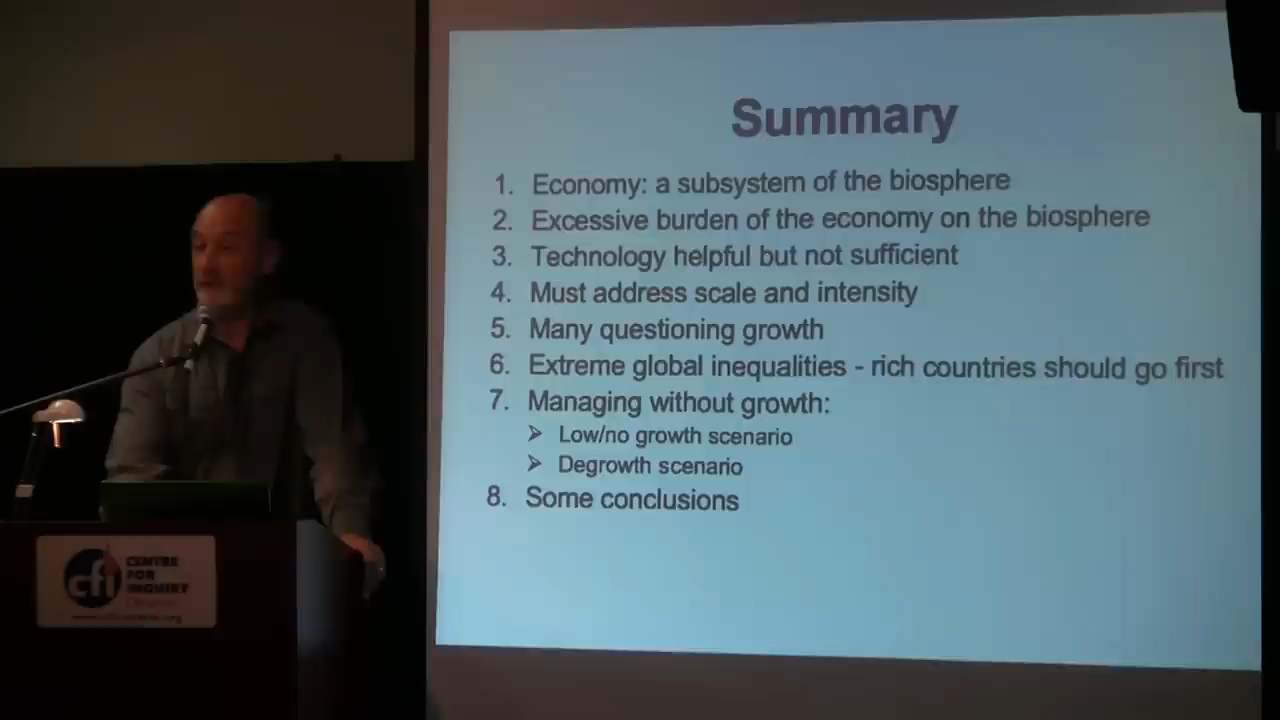 Summary
1. Economy: a subsystem of the biosphere
2. Excessive burden of the economy on the biosphere
3. Technology helpful but not sufficient
4. Must address scale and intensity
5. Many questioning growth
6. Extreme global inequalities - rich countries should go first
7. Managing without growth:
➢ Low/no growth scenario
➢ Degrowth scenario
8. Some conclusions
cfi
CENTRE
FOR
INQUIRY